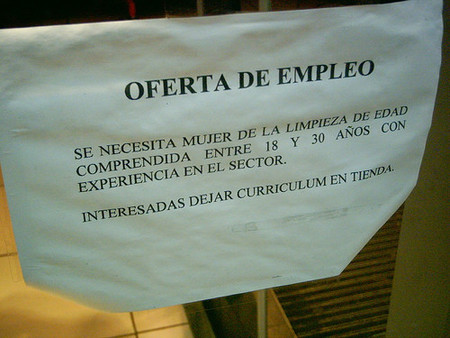 OFERTA DE EMPLEO
SE NECESITA MUJER DE LA LIMPIEZA DE EDAD
COMPRENDIDA ENTRE 18 Y 30 AÑOS CON
EXPERIENCIA EN EL SECTOR.
INTERESADAS DEJAR CURRICULUM EN TIENDA.